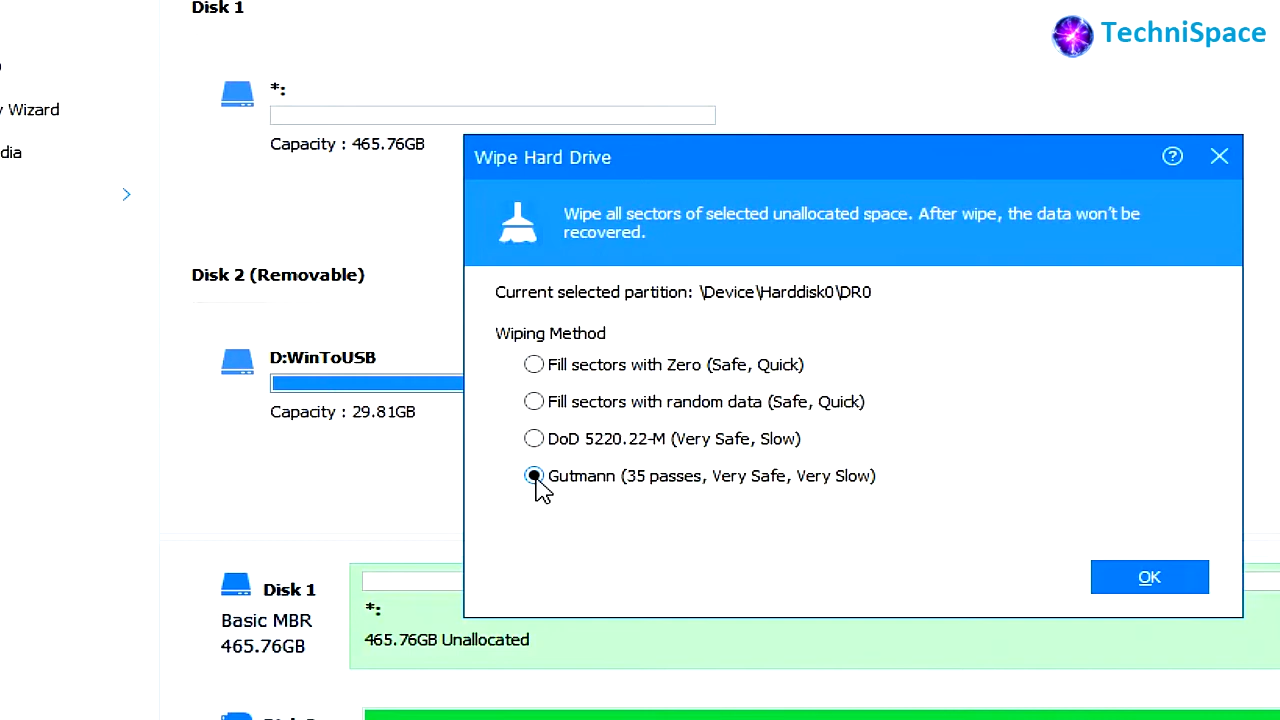 Disk 1
TechniSpace
*:
y Wizard
Capacity : 465.76GB
dia
Wipe Hard Drive
Wipe all sectors of selected unallocated space. After wipe, the data won't be
recovered.
Disk 2 (Removable)
Current selected partition: \Device\Harddisk0\DR0
Wiping Method
D:WinToUSB
Fill sectors with Zero (Safe, Quick)
Fill sectors with random data (Safe, Quick)
Capacity : 29.81GB
DoD 5220.22-M (Very Safe, Slow)
Gutmann (35 passes, Very Safe, Very Slow)
OK
Disk 1
Basic MBR
465.76GB
*:
465.76GB Unallocated